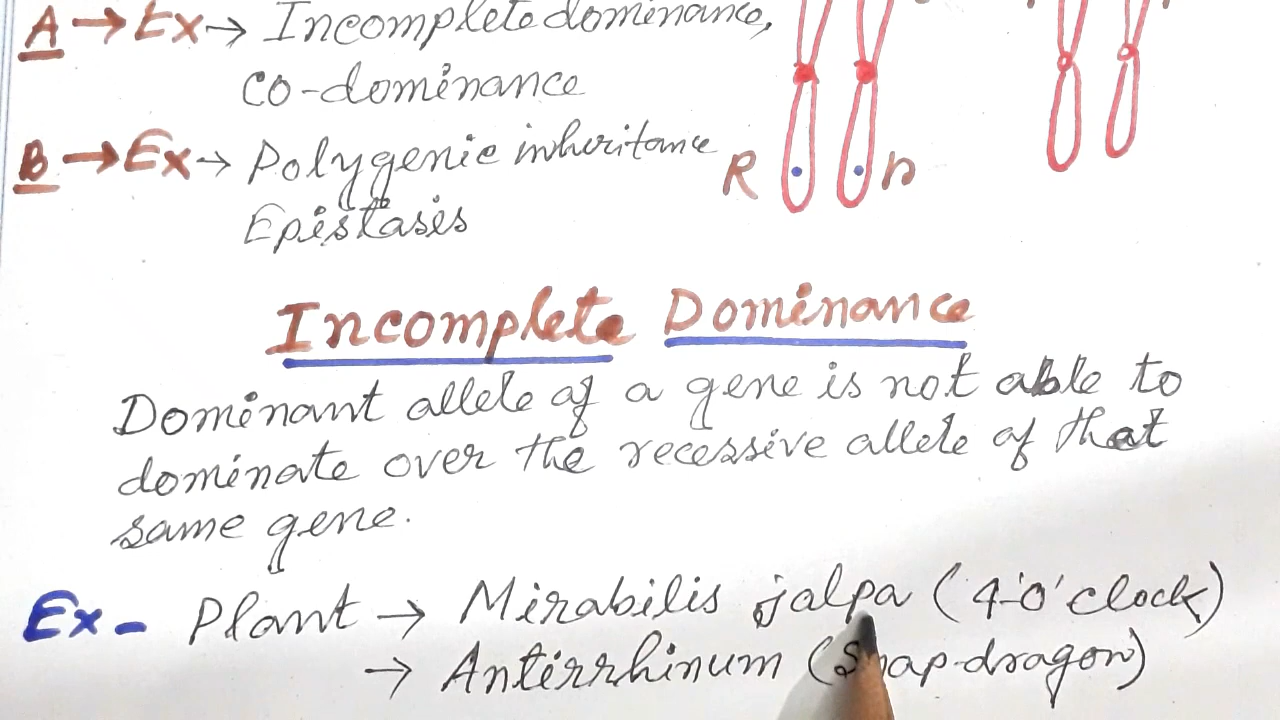 A → Ex → Incomplete dominance,
co-dominance
B → Ex → Polygenic inheritance
Epistasis
R r
Incomplete Dominance
Dominant allele of a gene is not able to
dominate over the recessive allele of that
same gene.
Ex - Plant → Mirabilis jalpa (4-O'clock)
→ Antirrhinum (Snap-dragon)